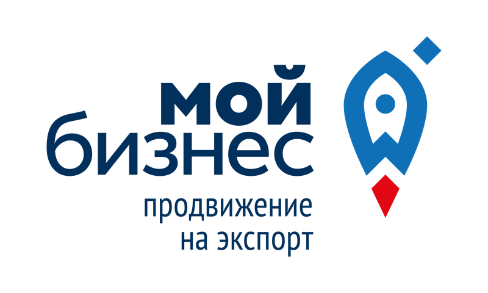 мой
бизнес
продвижение
на экспорт